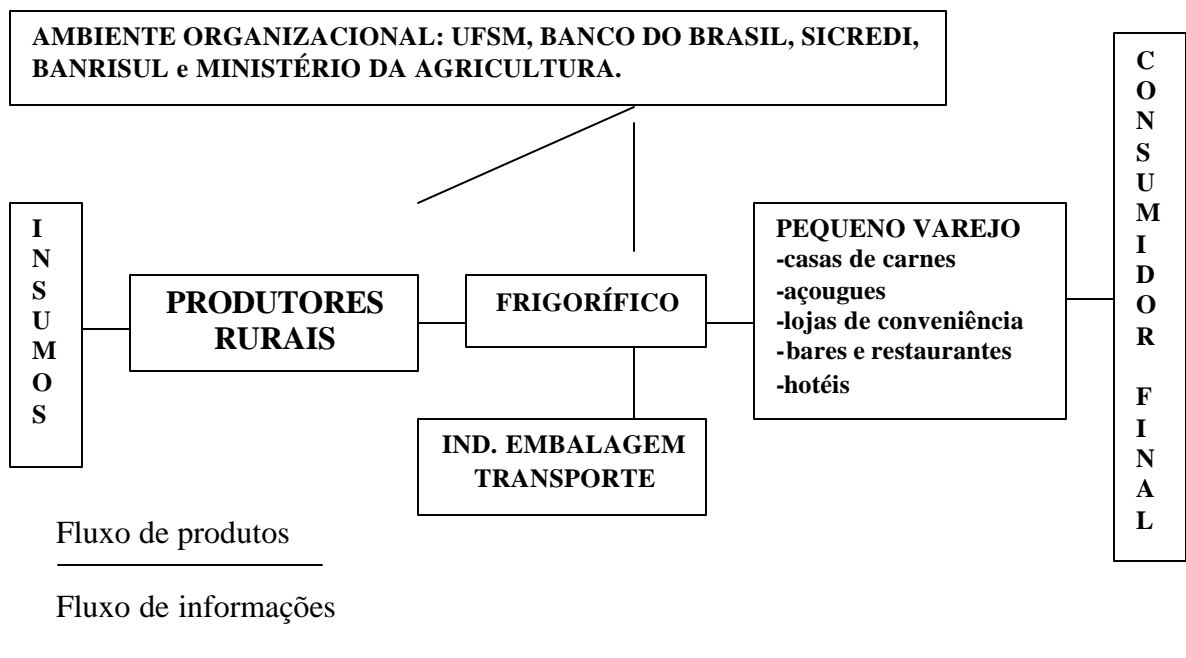 AMBIENTE ORGANIZACIONAL: UFSM, BANCO DO BRASIL, SICREDI,
BANRISUL e MINISTÉRIO DA AGRICULTURA.
INSUMOS
PRODUTORES
RURAIS
FRIGORÍFICO
IND. EMBALAGEM
TRANSPORTE
PEQUENO VAREJO
-casas de carnes
-açougues
-lojas de conveniência
-bares e restaurantes
-hotéis
CONSUMIDOR FINAL
Fluxo de produtos
Fluxo de informações